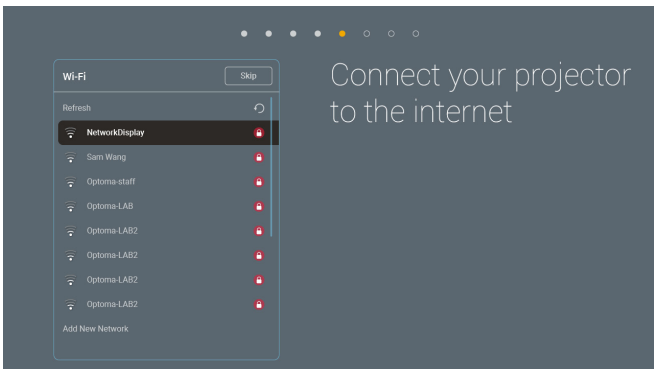 Wi-Fi
Skip
Refresh
NetworkDisplay
Sam Wang
Optoma-staff
Optoma-LAB
Optoma-LAB2
Optoma-LAB2
Optoma-LAB2
Optoma-LAB2
Add New Network
Connect your projector
to the internet